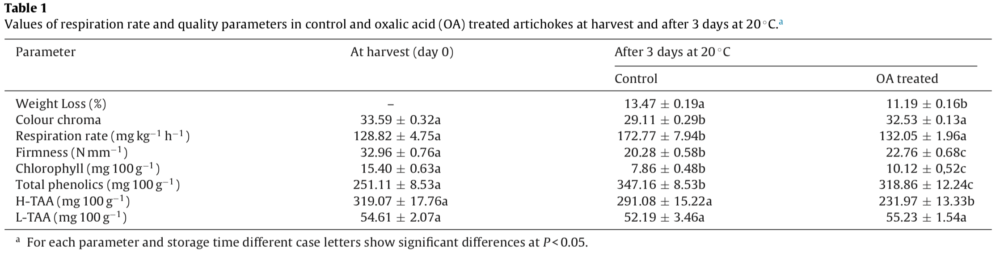 Table 1
Values of respiration rate and quality parameters in control and oxalic acid (OA) treated artichokes at harvest and after 3 days at 20 °C.a
Parameter At harvest (day 0) After 3 days at 20 °C
Control OA treated
Weight Loss (%) – 13.47 ± 0.19a 11.19 ± 0.16b
Colour chroma 33.59 ± 0.32a 29.11 ± 0.29b 32.53 ± 0.13a
Respiration rate (mg kg−1 h−1) 128.82 ± 4.75a 172.77 ± 7.94b 132.05 ± 1.96a
Firmness (N mm−1) 32.96 ± 0.76a 20.28 ± 0.58b 22.76 ± 0.68c
Chlorophyll (mg 100 g−1) 15.40 ± 0.63a 7.86 ± 0.48b 10.12 ± 0,52c
Total phenolics (mg 100 g−1) 251.11 ± 8.53a 347.16 ± 8.53b 318.86 ± 12.24c
H-TAA (mg 100 g−1) 319.07 ± 17.76a 291.08 ± 15.22a 231.97 ± 13.33b
L-TAA (mg 100 g−1) 54.61 ± 2.07a 52.19 ± 3.46a 55.23 ± 1.54a
a For each parameter and storage time different case letters show significant differences at P < 0.05.